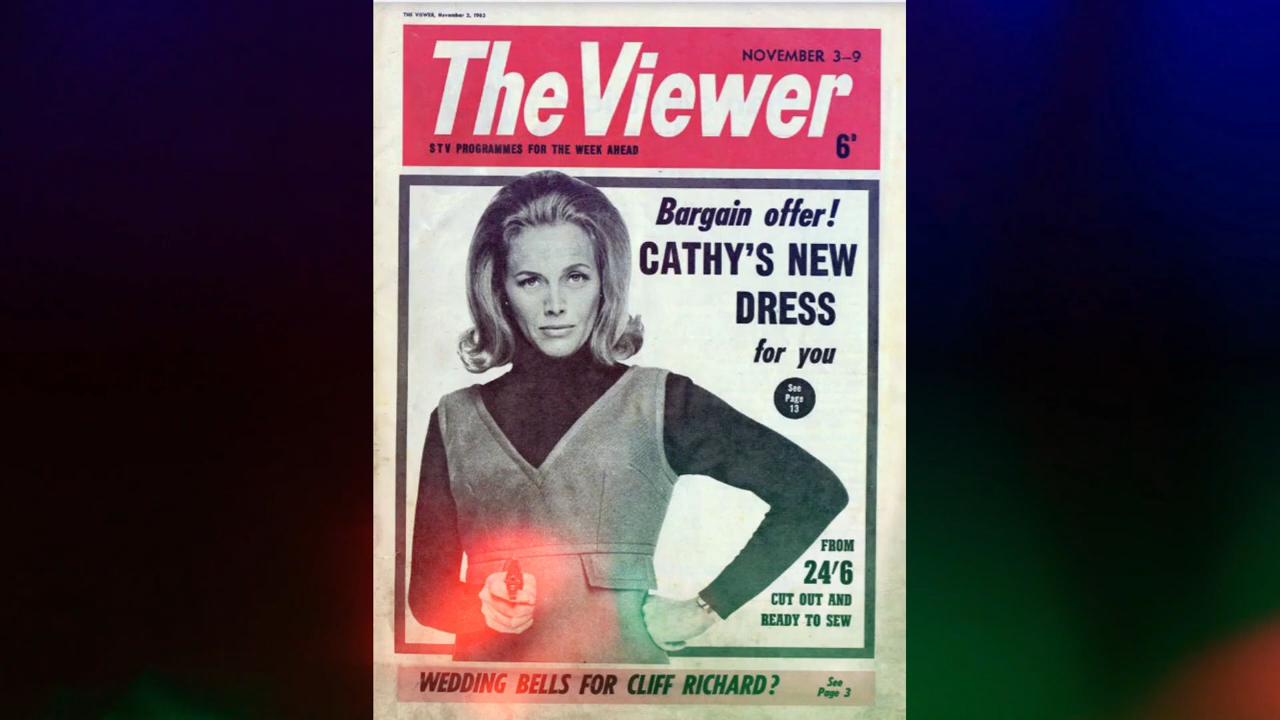 THE VIEWER, November 2, 1963
NOVEMBER 3–9
The Viewer
STV PROGRAMMES FOR THE WEEK AHEAD
6ᴰ
Bargain offer!
CATHY'S NEW
DRESS
for you
See
Page
13
FROM
24'6
CUT OUT AND
READY TO SEW
WEDDING BELLS FOR CLIFF RICHARD?
See
Page 3